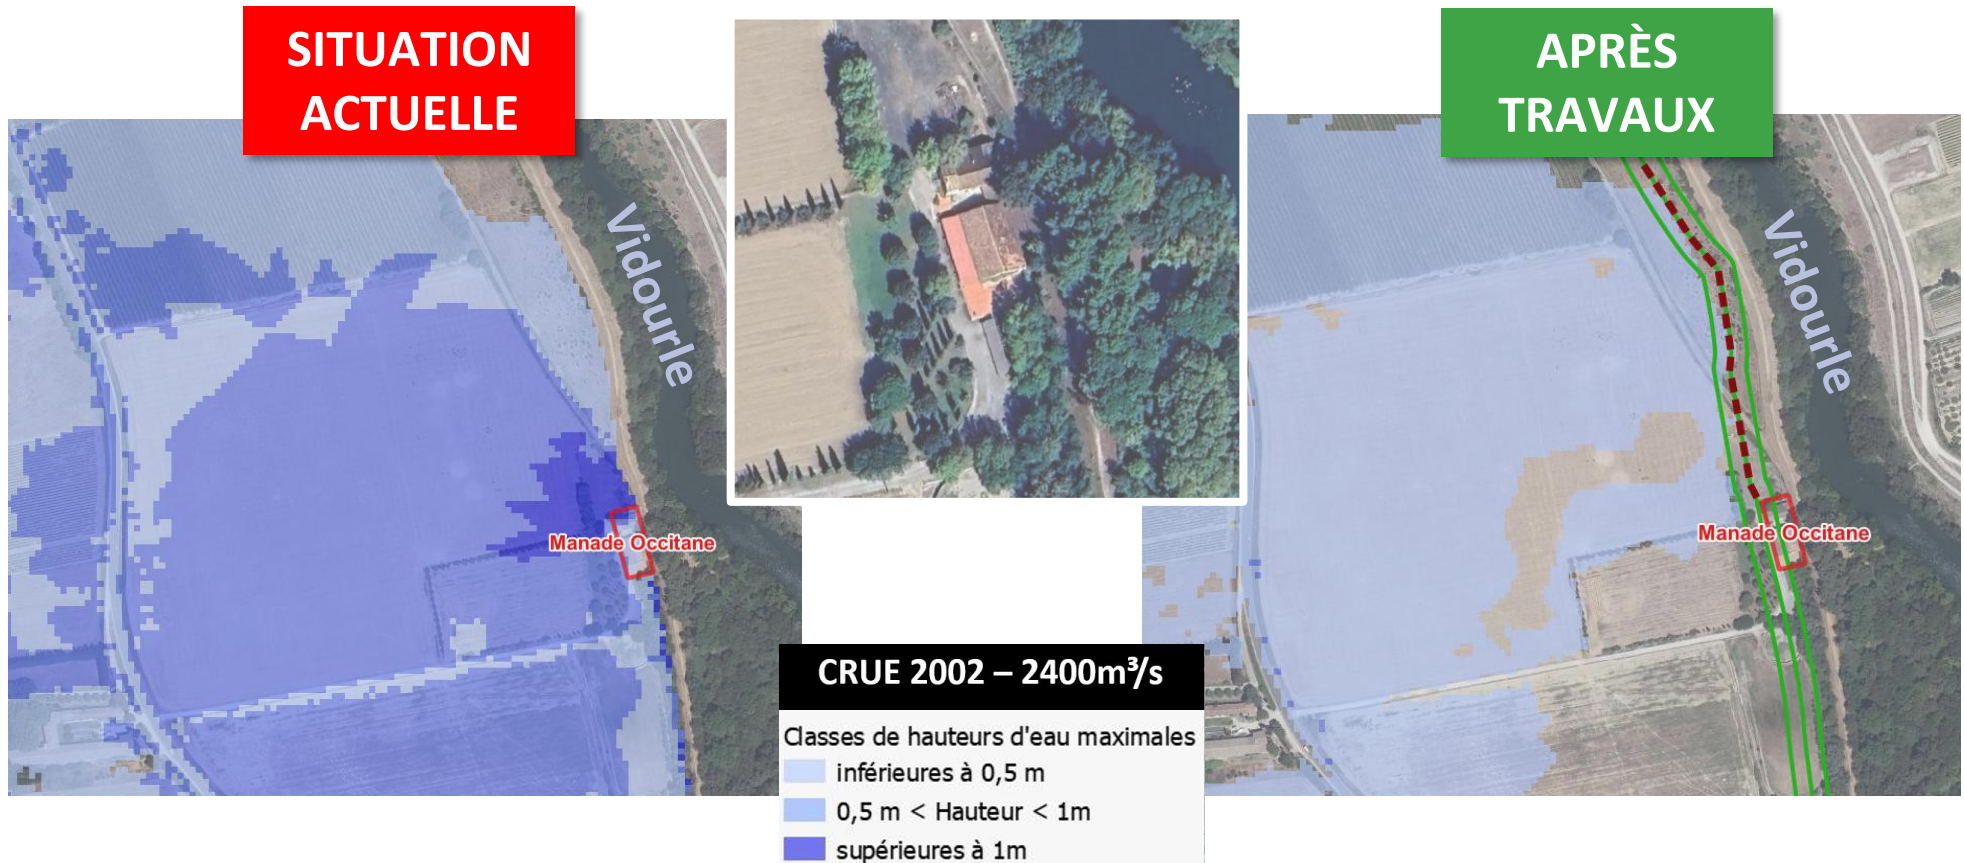 SITUATION
ACTUELLE
APRÈS
TRAVAUX
Vidourle
Vidourle
Manade Occitane
Manade Occitane
CRUE 2002 – 2400m³/s
Classes de hauteurs d'eau maximales
inférieures à 0,5 m
0,5 m < Hauteur < 1m
supérieures à 1m